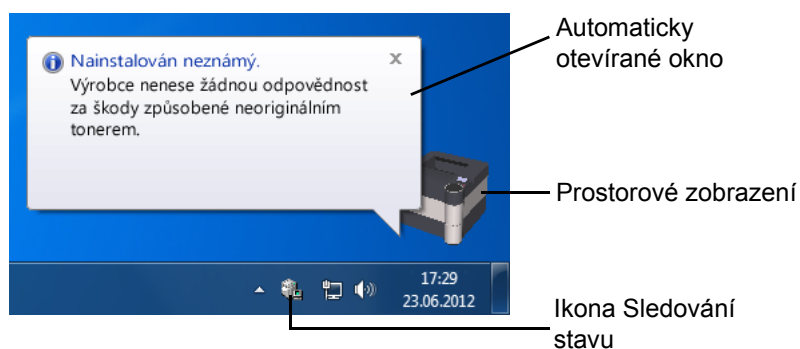 Nainstalován neznámý.
Výrobce nenese žádnou odpovědnost
za škody způsobené neoriginálním
tonerem.
Automaticky
otevírané okno
Prostorové zobrazení
17:29
23.06.2012
Ikona Sledování
stavu